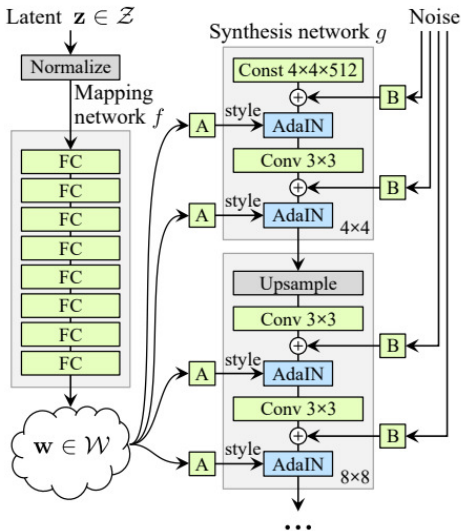 Latent z ∈ Z
Normalize
Mapping
network f
FC
FC
FC
FC
FC
FC
FC
FC
w ∈ W
Synthesis network g
Noise
Const 4×4×512
+
B
A
style
AdaIN
Conv 3×3
+
B
A
style
AdaIN
4×4
Upsample
Conv 3×3
+
B
A
style
AdaIN
Conv 3×3
+
B
A
style
AdaIN
8×8
...